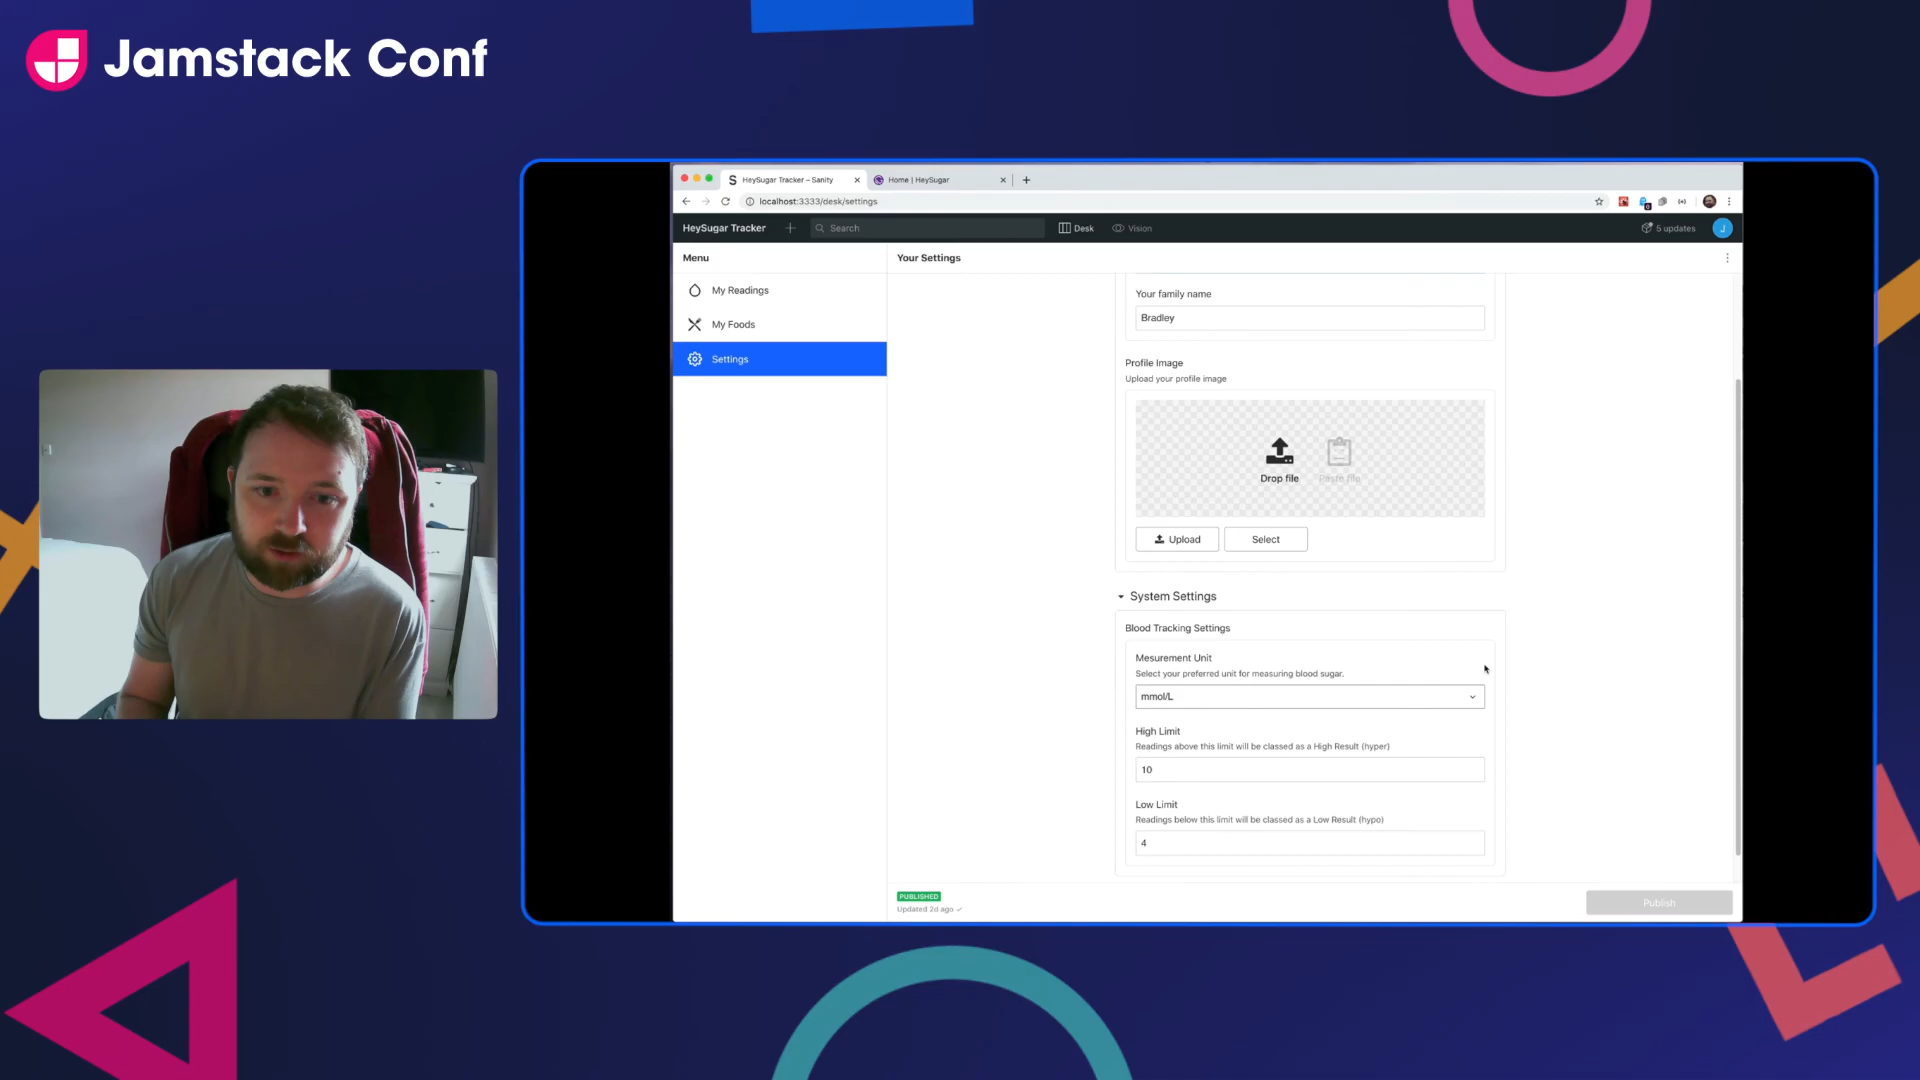 Jamstack Conf
HeySugar Tracker – Sanity
Home | HeySugar
localhost:3333/desk/settings
HeySugar Tracker
Search
Desk
Vision
5 updates
J
Menu
Your Settings
My Readings
My Foods
Settings
Your family name
Bradley
Profile Image
Upload your profile image
Drop file
Paste file
Upload
Select
System Settings
Blood Tracking Settings
Mesurement Unit
Select your preferred unit for measuring blood sugar.
mmol/L
High Limit
Readings above this limit will be classed as a High Result (hyper)
10
Low Limit
Readings below this limit will be classed as a Low Result (hypo)
4
PUBLISHED
Updated 2d ago
Publish